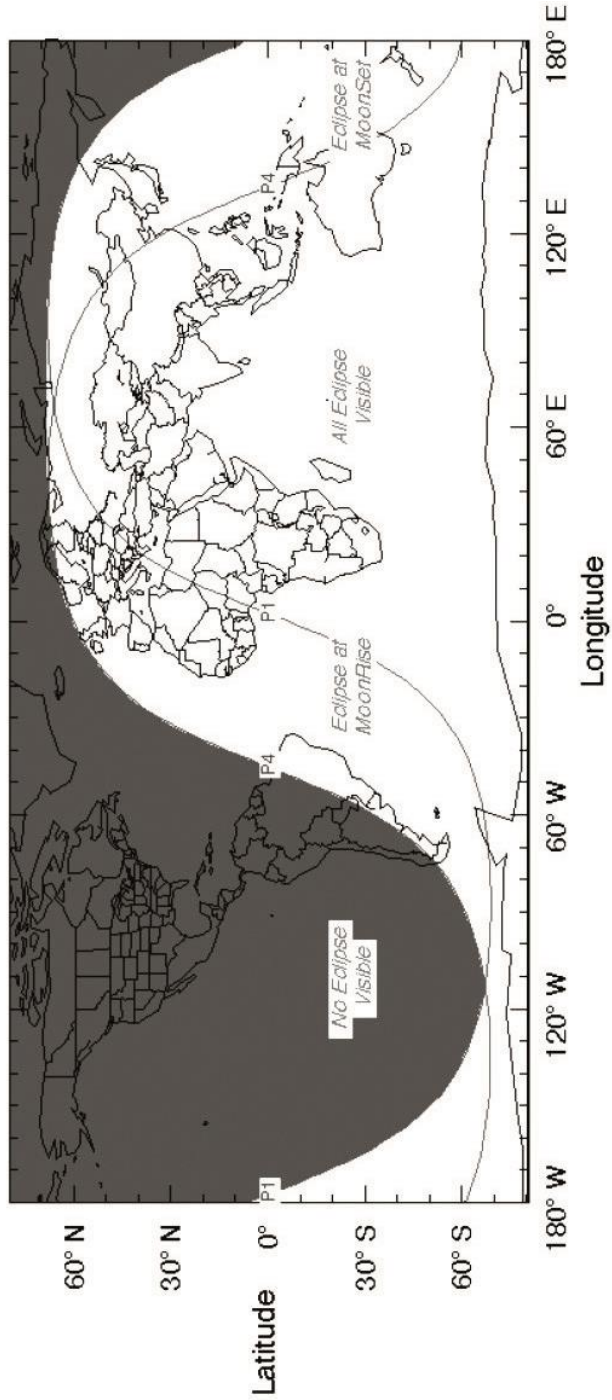 Latitude
60° N
30° N
0°
30° S
60° S
P1
P4
P1
P4
No Eclipse
Visible
Eclipse at
MoonRise
All Eclipse
Visible
Eclipse at
MoonSet
180° W
120° W
60° W
0°
60° E
120° E
180° E
Longitude